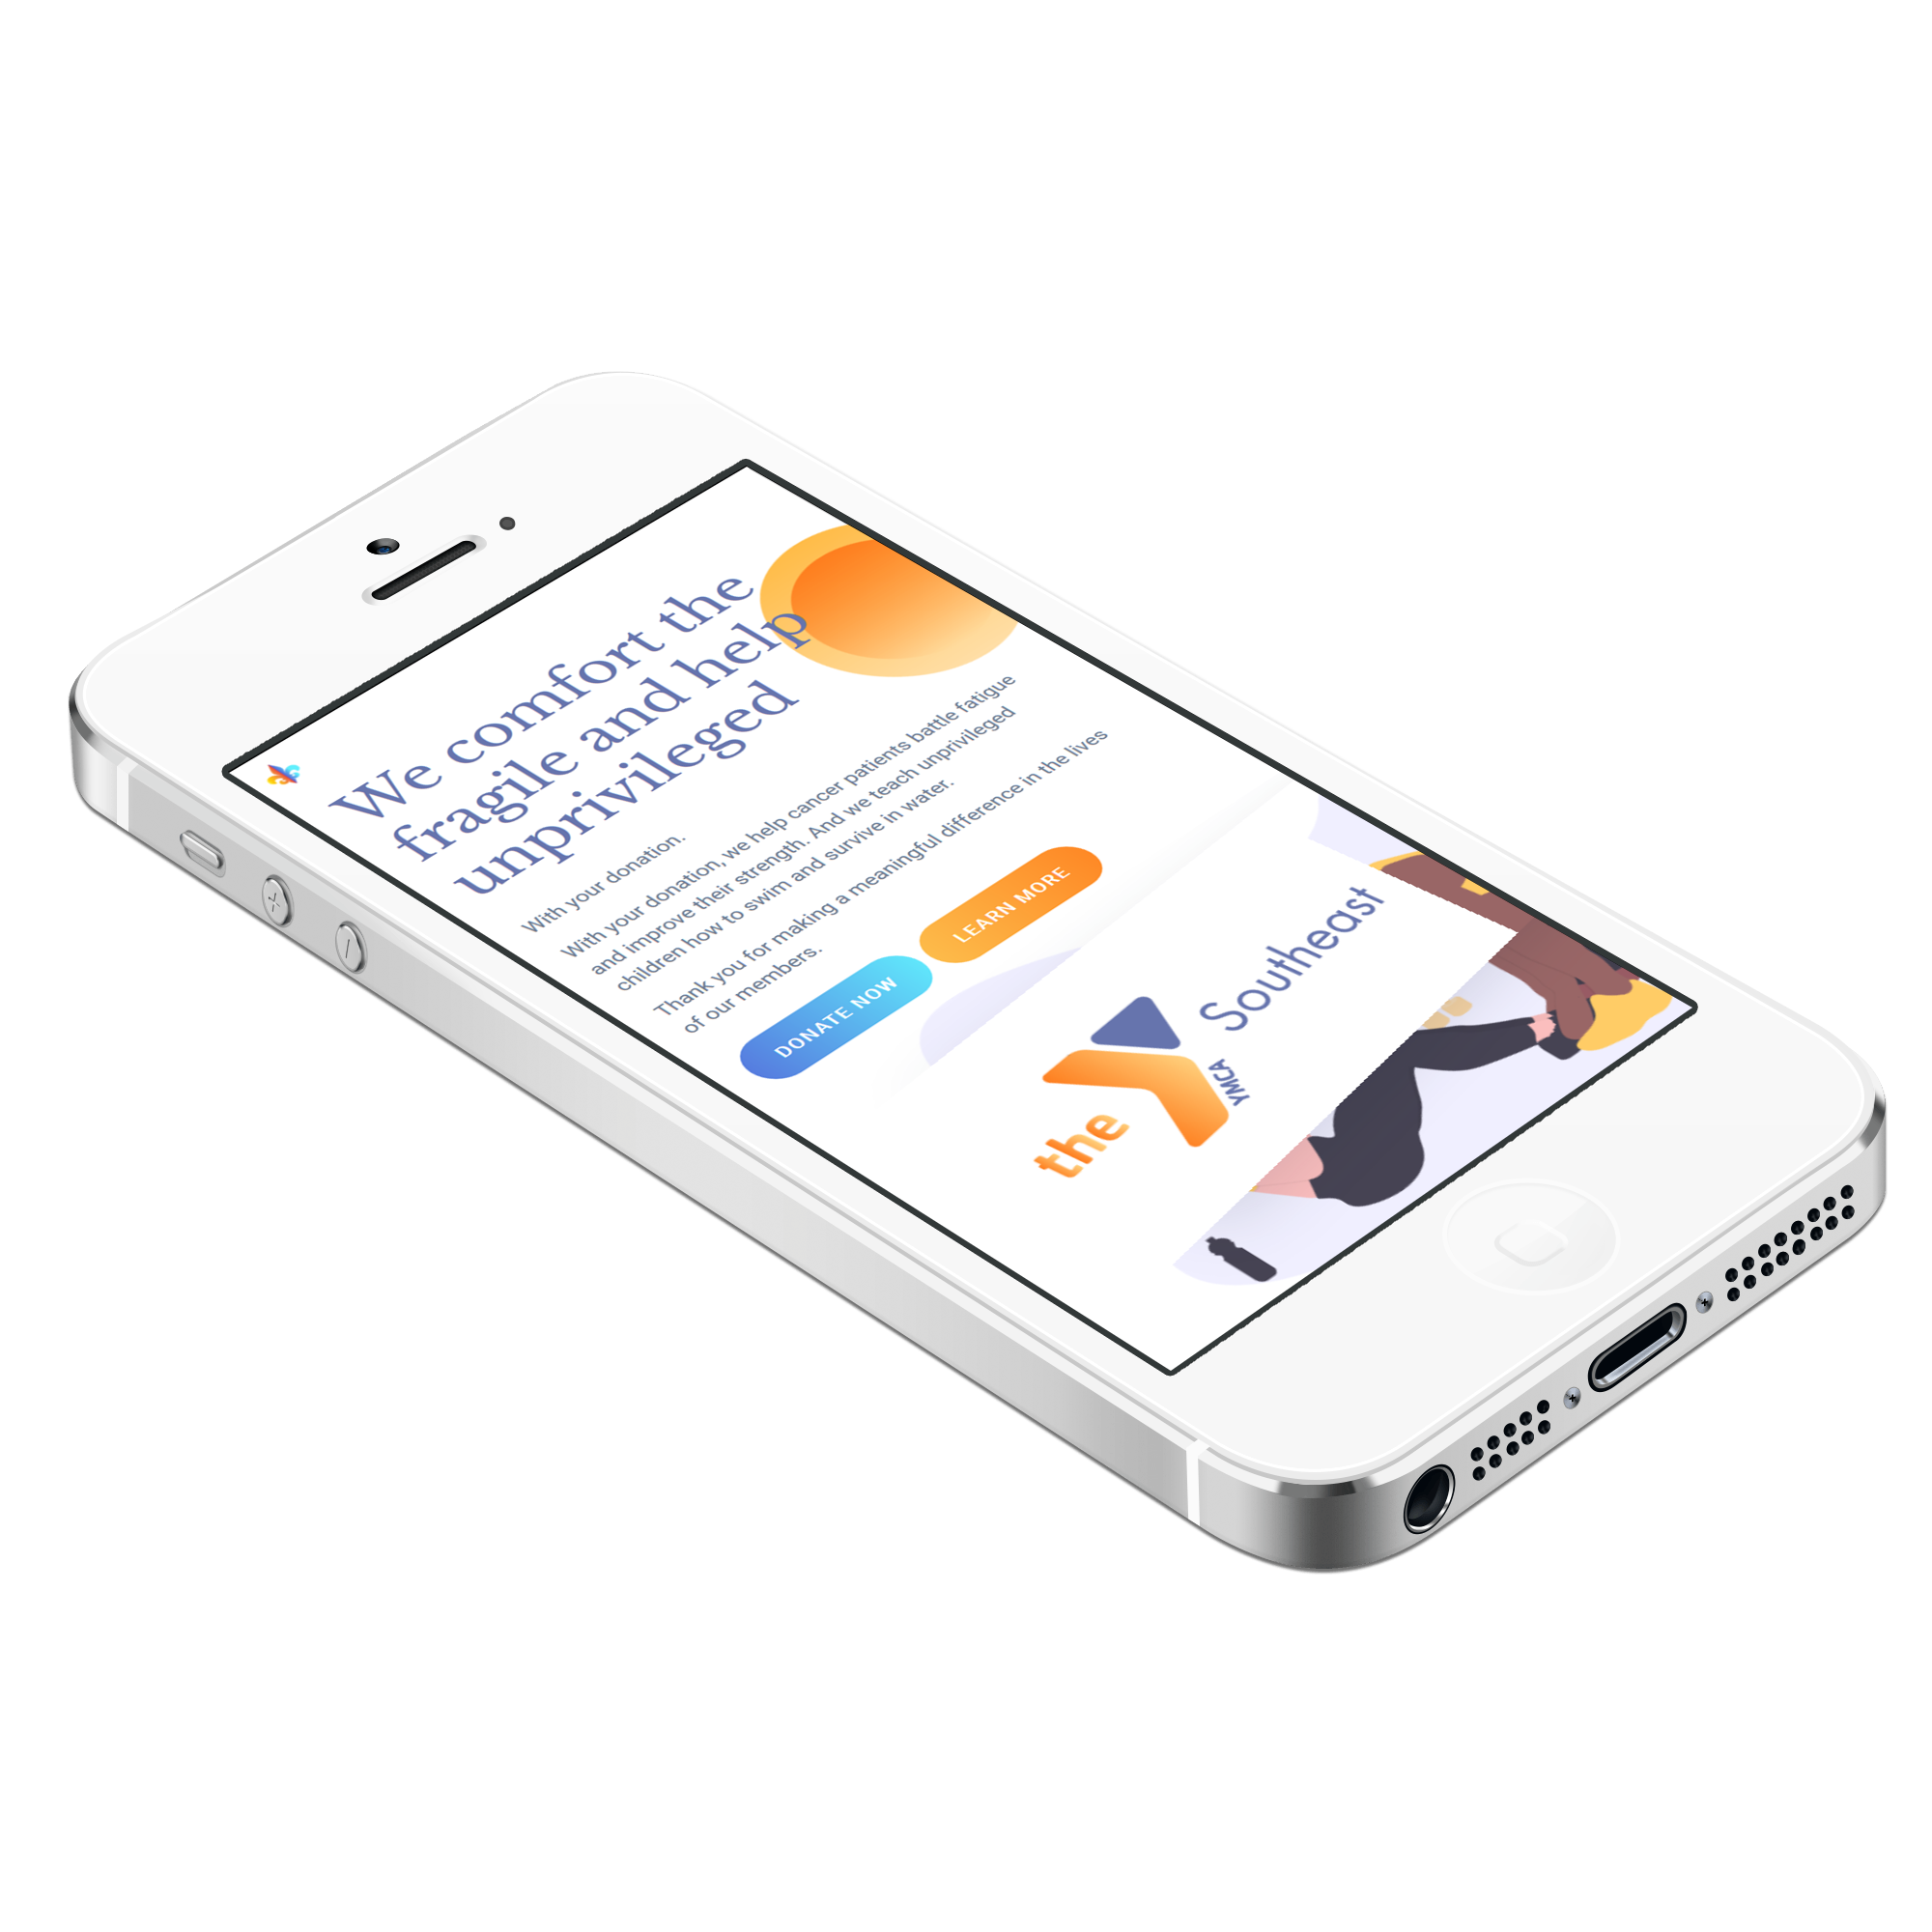 We comfort the
fragile and help
unprivileged
With your donation.
With your donation, we help cancer patients battle fatigue
and improve their strength. And we teach unprivileged
children how to swim and survive in water.
Thank you for making a meaningful difference in the lives
of our members.
DONATE NOW
LEARN MORE
the
YMCA
Southeast